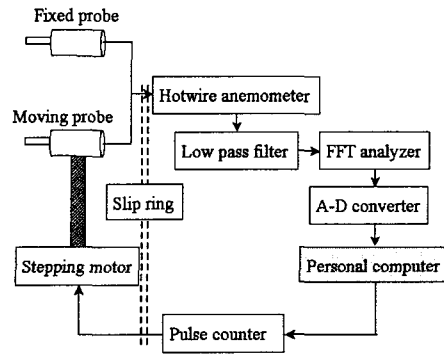 Fixed probe
Moving probe
Hotwire anemometer
Low pass filter
FFT analyzer
Slip ring
A-D converter
Stepping motor
Personal computer
Pulse counter